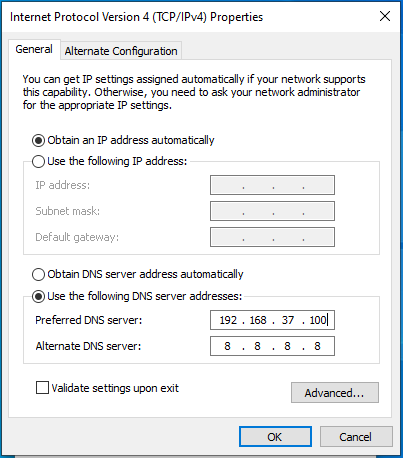 Internet Protocol Version 4 (TCP/IPv4) Properties
General
Alternate Configuration
You can get IP settings assigned automatically if your network supports
this capability. Otherwise, you need to ask your network administrator
for the appropriate IP settings.
Obtain an IP address automatically
Use the following IP address:
IP address: . . .
Subnet mask: . . .
Default gateway: . . .
Obtain DNS server address automatically
Use the following DNS server addresses:
Preferred DNS server: 192 . 168 . 37 . 100
Alternate DNS server: 8 . 8 . 8 . 8
Validate settings upon exit
Advanced...
OK
Cancel